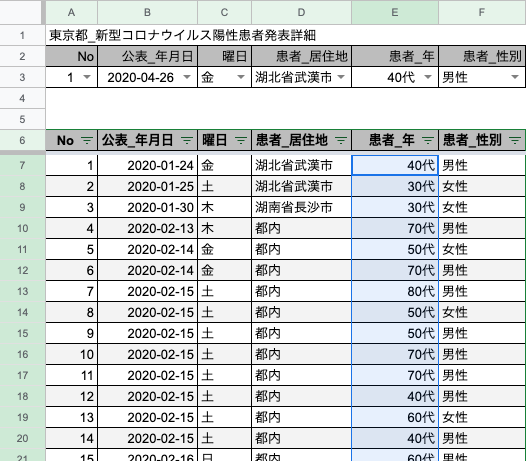 A B C D E F
1 東京都_新型コロナウイルス陽性患者発表詳細
2 No 公表_年月日 曜日 患者_居住地 患者_年 患者_性別
3 1 2020-04-26 金 湖北省武漢市 40代 男性
4
5
6 No 公表_年月日 曜日 患者_居住地 患者_年 患者_性別
7 1 2020-01-24 金 湖北省武漢市 40代 男性
8 2 2020-01-25 土 湖北省武漢市 30代 女性
9 3 2020-01-30 木 湖南省長沙市 30代 女性
10 4 2020-02-13 木 都内 70代 男性
11 5 2020-02-14 金 都内 50代 女性
12 6 2020-02-14 金 都内 70代 男性
13 7 2020-02-15 土 都内 80代 男性
14 8 2020-02-15 土 都内 50代 女性
15 9 2020-02-15 土 都内 50代 男性
16 10 2020-02-15 土 都内 70代 男性
17 11 2020-02-15 土 都内 70代 男性
18 12 2020-02-15 土 都内 40代 男性
19 13 2020-02-15 土 都内 60代 女性
20 14 2020-02-15 土 都内 40代 男性
21 15 2020-02-16 日 都内 60代 男性